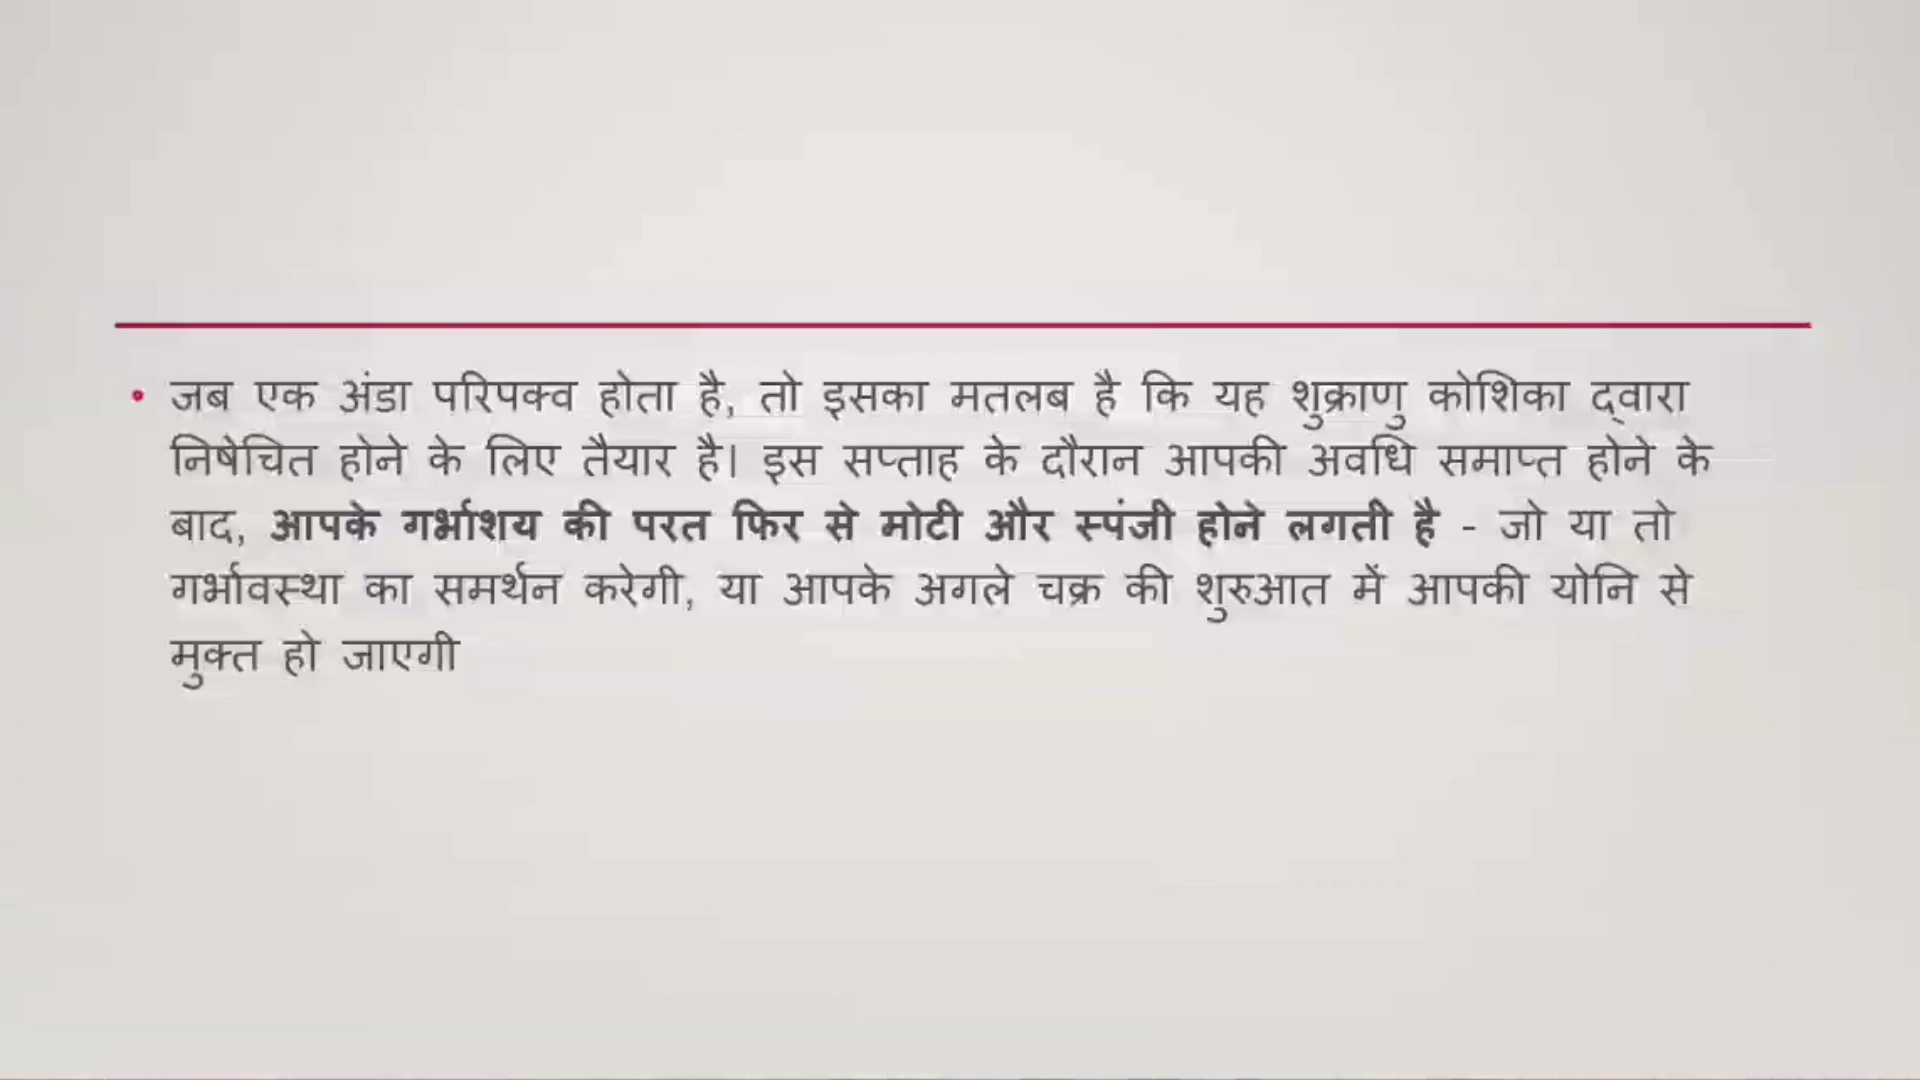 • जब एक अंडा परिपक्व होता है, तो इसका मतलब है कि यह शुक्राणु कोशिका द्वारा
निषेचित होने के लिए तैयार है। इस सप्ताह के दौरान आपकी अवधि समाप्त होने के
बाद, आपके गर्भाशय की परत फिर से मोटी और स्पंजी होने लगती है - जो या तो
गर्भावस्था का समर्थन करेगी, या आपके अगले चक्र की शुरुआत में आपकी योनि से
मुक्त हो जाएगी